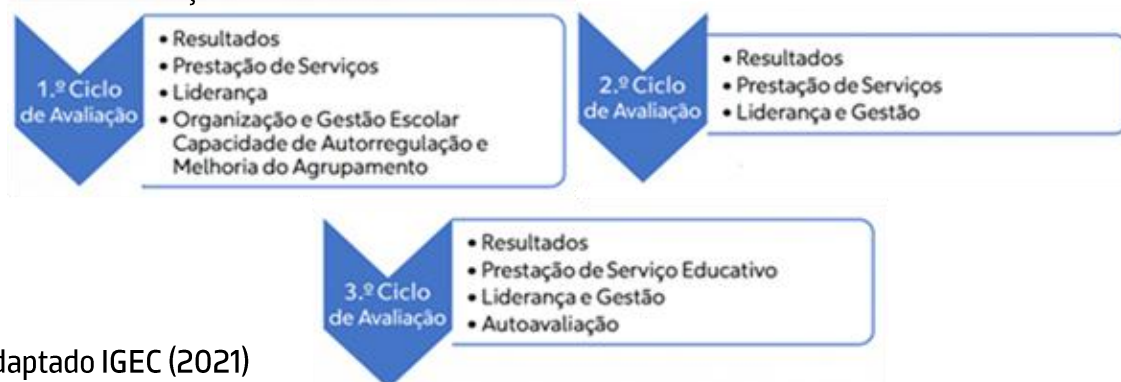 1.º Ciclo
de Avaliação
• Resultados
• Prestação de Serviços
• Liderança
• Organização e Gestão Escolar
Capacidade de Autorregulação e
Melhoria do Agrupamento
2.º Ciclo
de Avaliação
• Resultados
• Prestação de Serviços
• Liderança e Gestão
3.º Ciclo
de Avaliação
• Resultados
• Prestação de Serviço Educativo
• Liderança e Gestão
• Autoavaliação
daptado IGEC (2021)